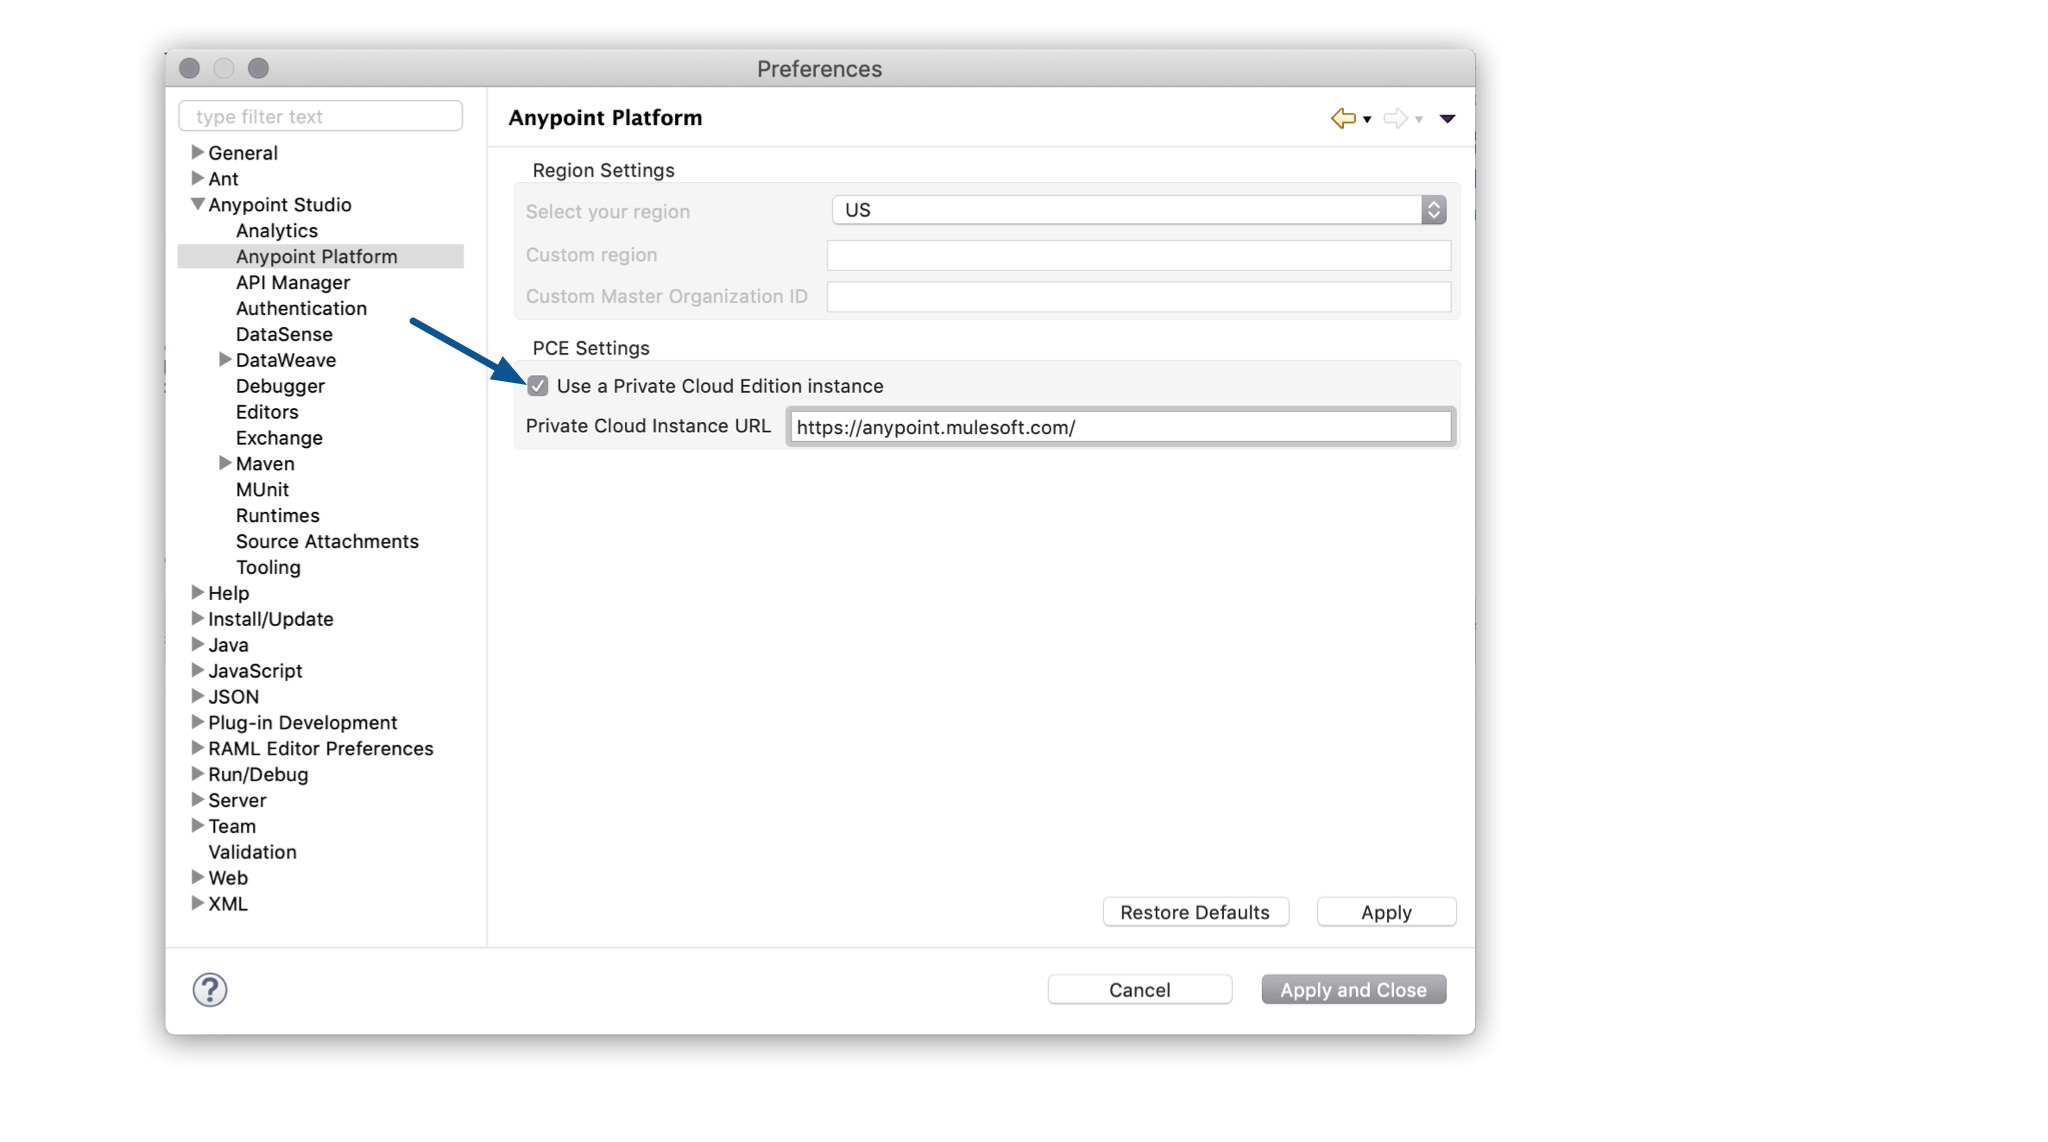 Preferences
type filter text
General
Ant
Anypoint Studio
Analytics
Anypoint Platform
API Manager
Authentication
DataSense
DataWeave
Debugger
Editors
Exchange
Maven
MUnit
Runtimes
Source Attachments
Tooling
Help
Install/Update
Java
JavaScript
JSON
Plug-in Development
RAML Editor Preferences
Run/Debug
Server
Team
Validation
Web
XML
Anypoint Platform
Region Settings
Select your region US
Custom region
Custom Master Organization ID
PCE Settings
Use a Private Cloud Edition instance
Private Cloud Instance URL https://anypoint.mulesoft.com/
Restore Defaults Apply
? Cancel Apply and Close